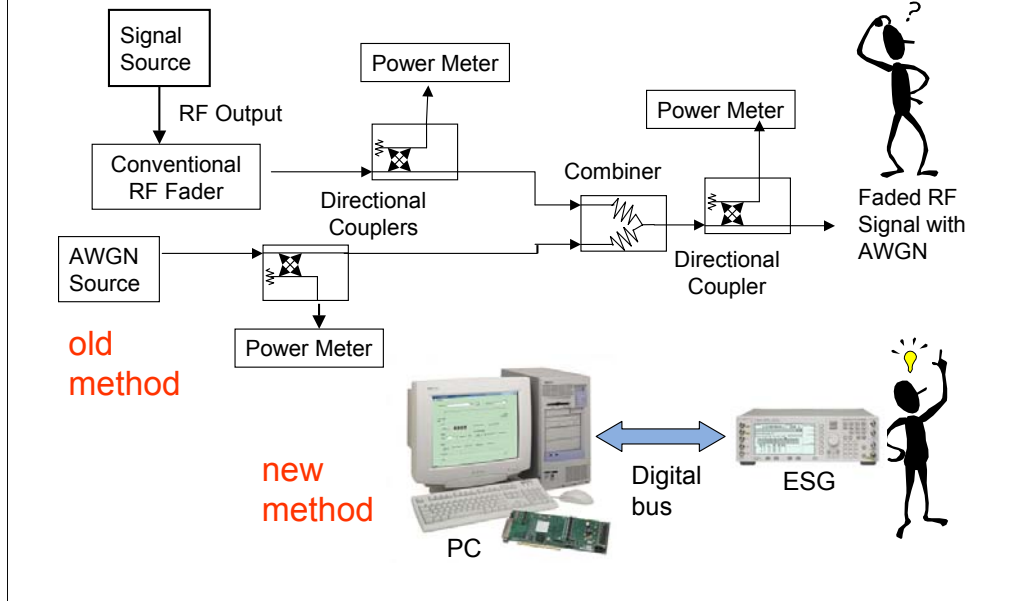 Signal
Source
RF Output
Conventional
RF Fader
Power Meter
Directional
Couplers
AWGN
Source
Power Meter
Combiner
Power Meter
Directional
Coupler
?
Faded RF
Signal with
AWGN
old
method
new
method
PC
Digital
bus
ESG